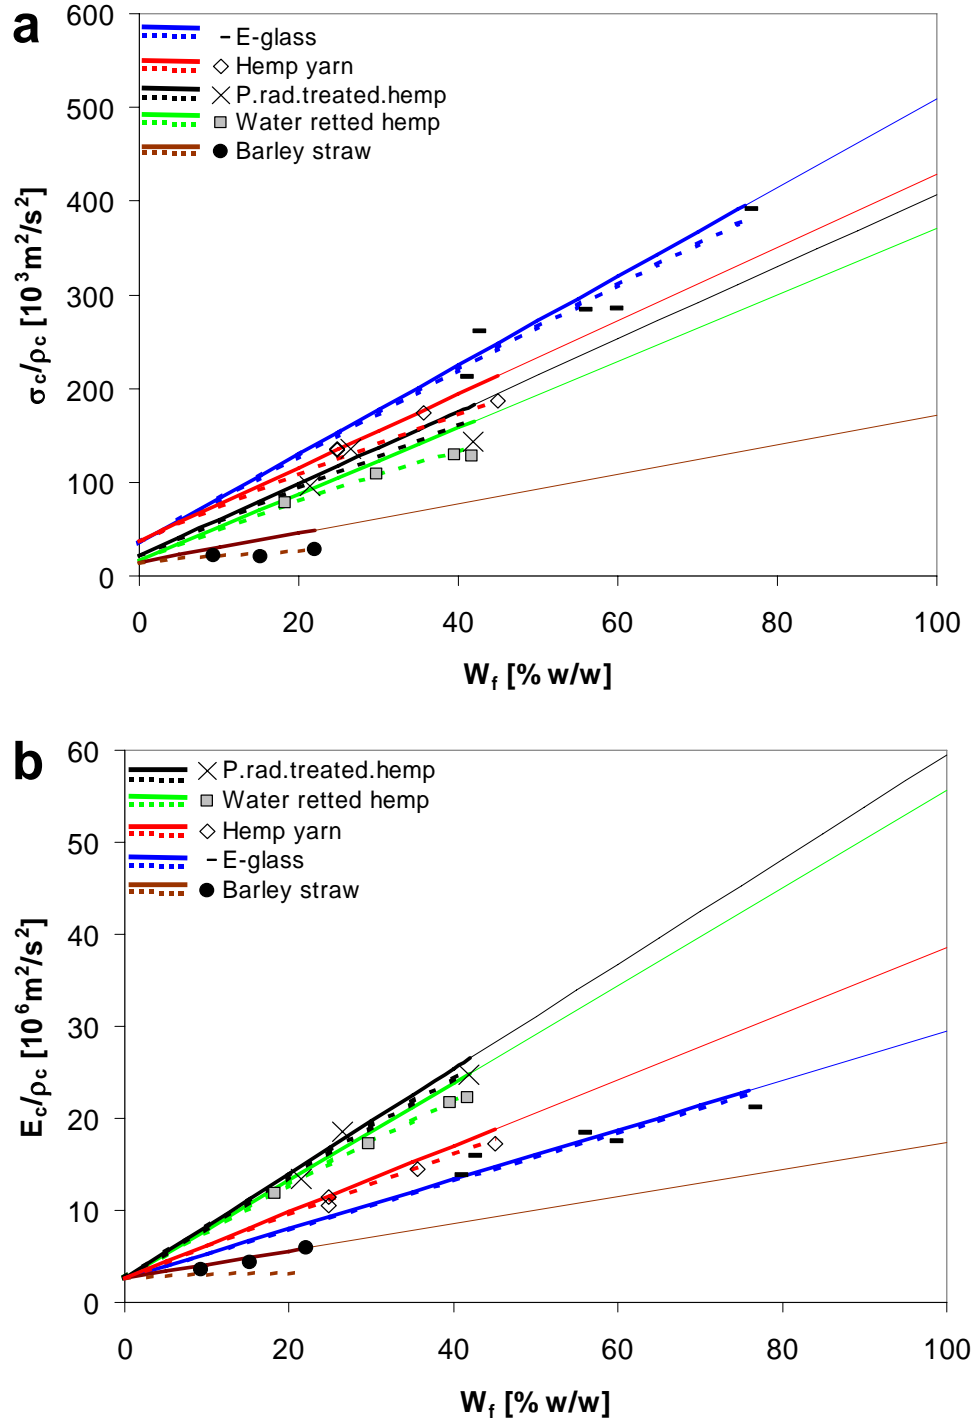 a
600
500
400
300
200
100
0
σc/ρc [10³m²/s²]
E-glass
Hemp yarn
P.rad.treated.hemp
Water retted hemp
Barley straw
0 20 40 60 80 100
Wf [% w/w]
b
60
50
40
30
20
10
0
Ec/ρc [10⁶m²/s²]
P.rad.treated.hemp
Water retted hemp
Hemp yarn
E-glass
Barley straw
0 20 40 60 80 100
Wf [% w/w]